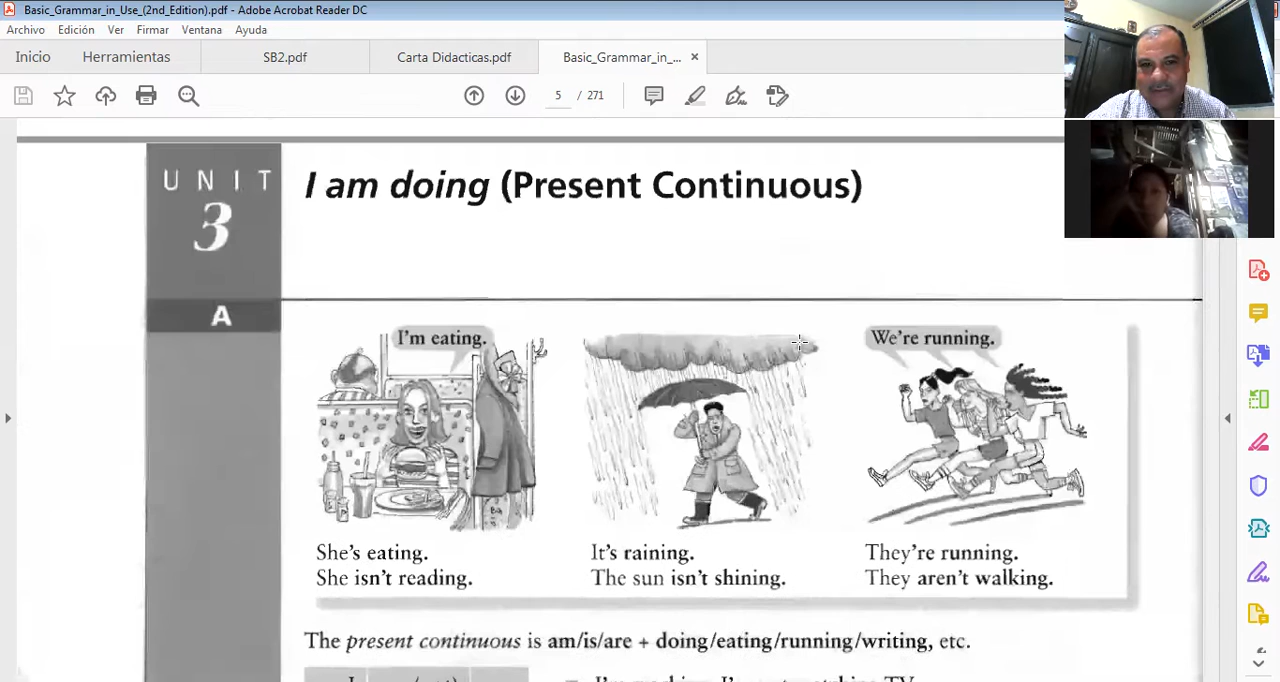 Basic_Grammar_in_Use_(2nd_Edition).pdf - Adobe Acrobat Reader DC
Archivo Edición Ver Firmar Ventana Ayuda
Inicio Herramientas SB2.pdf Carta Didacticas.pdf Basic_Grammar_in_... ×
5 / 271
UNIT
3
I am doing (Present Continuous)
A
I'm eating.
We're running.
She's eating.
She isn't reading.
It's raining.
The sun isn't shining.
They're running.
They aren't walking.
The present continuous is am/is/are + doing/eating/running/writing, etc.